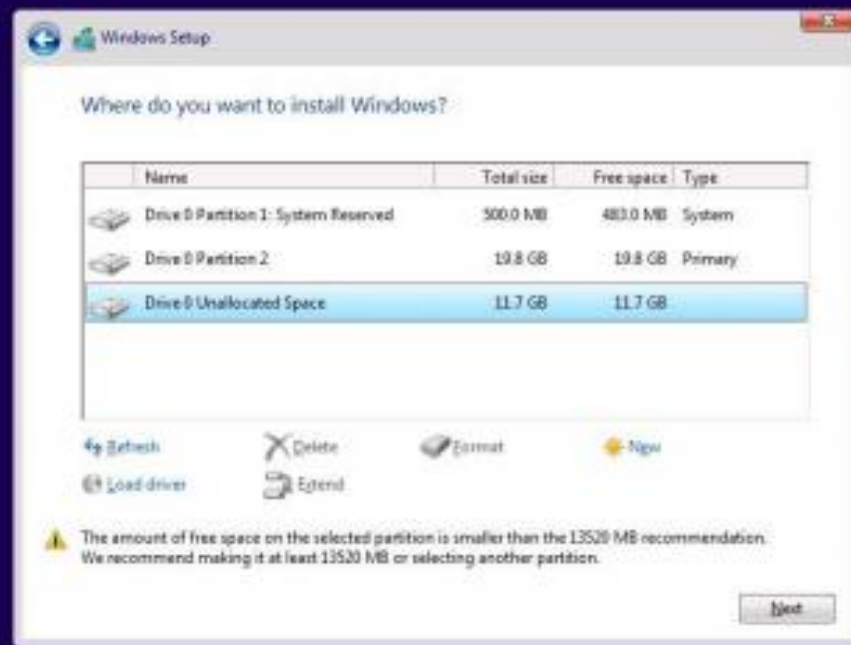 Windows Setup
Where do you want to install Windows?
Name Total size Free space Type
Drive 0 Partition 1: System Reserved 500.0 MB 483.0 MB System
Drive 0 Partition 2 19.8 GB 19.8 GB Primary
Drive 0 Unallocated Space 11.7 GB 11.7 GB
Refresh Delete Format New
Load driver Extend
The amount of free space on the selected partition is smaller than the 13520 MB recommendation.
We recommend making it at least 13520 MB or selecting another partition.
Next